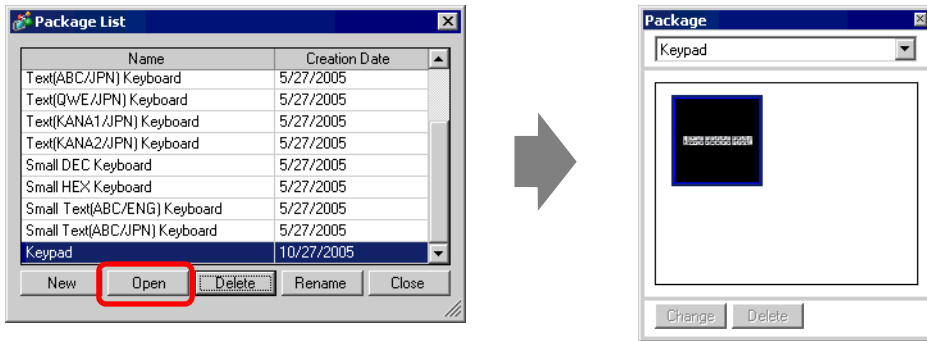 Package List
Name Creation Date
Text(ABC/JPN) Keyboard 5/27/2005
Text(QWE/JPN) Keyboard 5/27/2005
Text(KANA1/JPN) Keyboard 5/27/2005
Text(KANA2/JPN) Keyboard 5/27/2005
Small DEC Keyboard 5/27/2005
Small HEX Keyboard 5/27/2005
Small Text(ABC/ENG) Keyboard 5/27/2005
Small Text(ABC/JPN) Keyboard 5/27/2005
Keypad 10/27/2005
New Open Delete Rename Close
Package
Keypad
Change Delete